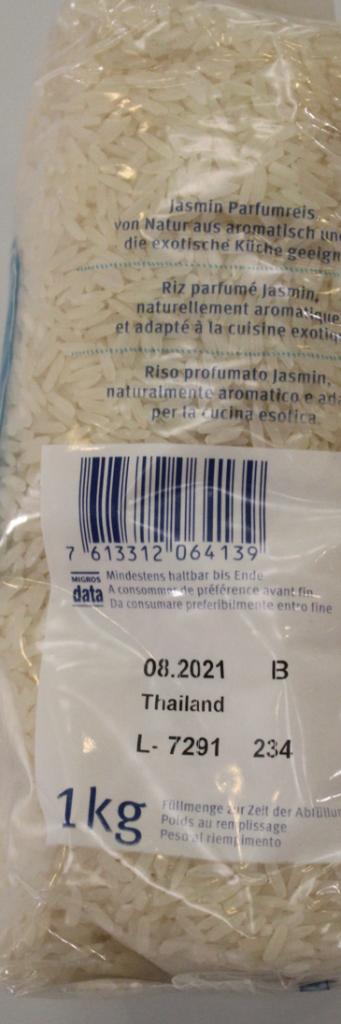 Jasmin Parfumreis,
von Natur aus aromatisch und
die exotische Küche geeign
Riz parfumé Jasmin,
naturellement aromatique
et adapté à la cuisine exotiq
Riso profumato Jasmin,
naturalmente aromatico e ada
per la cucina esotica.
7 613312 064139
MIGROS
data
Mindestens haltbar bis Ende
A consommer de préférence avant fin
Da consumare preferibilmente entro fine
08.2021 B
Thailand
L- 7291 234
1kg
Füllmenge zur Zeit der Abfüllu
Poids au remplissage
Peso al riempimento